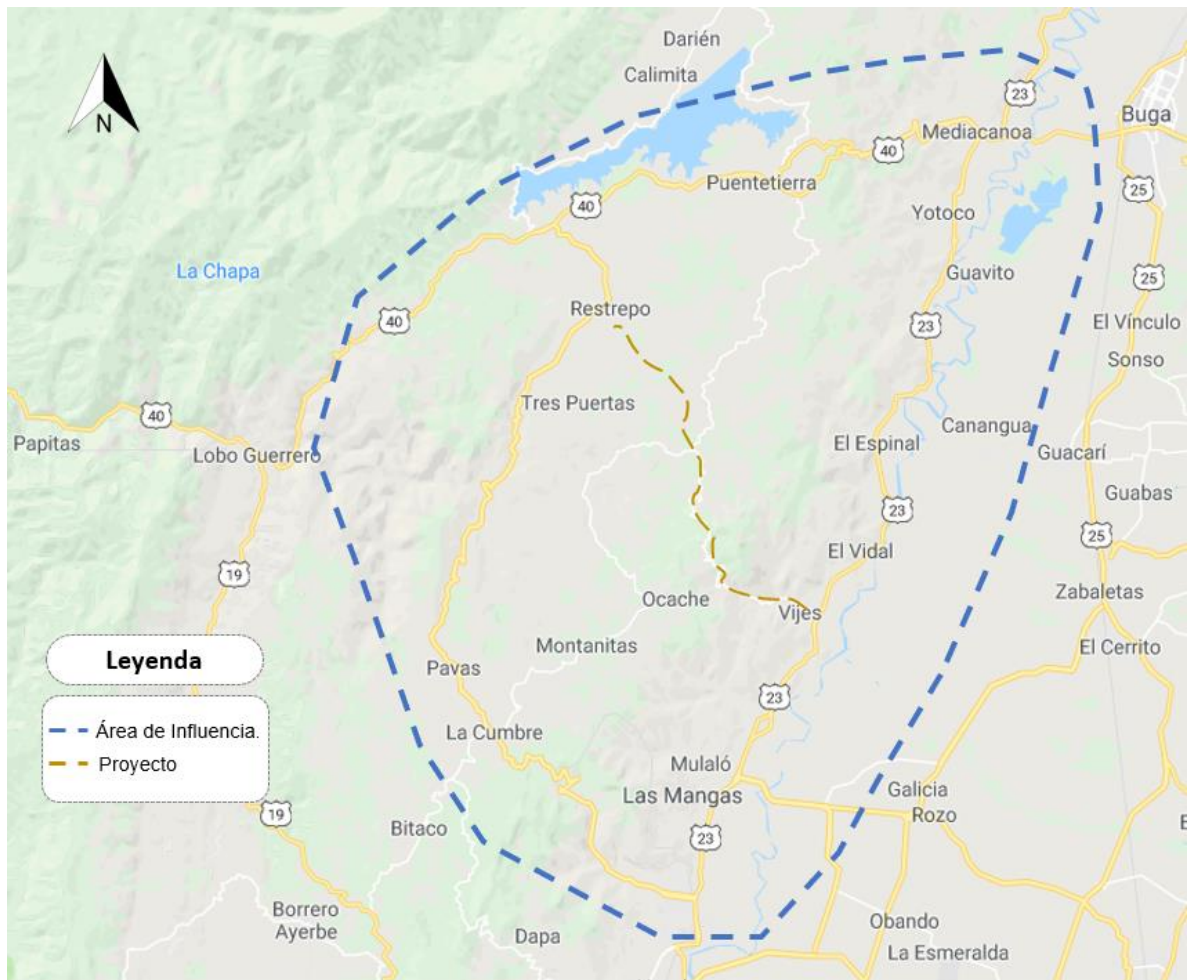 Darién
Calimita
N
23
Buga
Mediacanoa
40
Puentetierra
25
40
Yotoco
La Chapa
Guavito
25
Restrepo
40
El Vínculo
23
Sonso
Tres Puertas
40
Papitas
Canangua
El Espinal
Lobo Guerrero
Guacarí
Guabas
23
25
El Vidal
19
Zabaletas
Ocache
Vijes
El Cerrito
Montanitas
Leyenda
Pavas
23
Área de Influencia.
La Cumbre
Proyecto
Mulaló
Galicia
Las Mangas
Rozo
19
Bitaco
23
Borrero
Ayerbe
Obando
Dapa
La Esmeralda